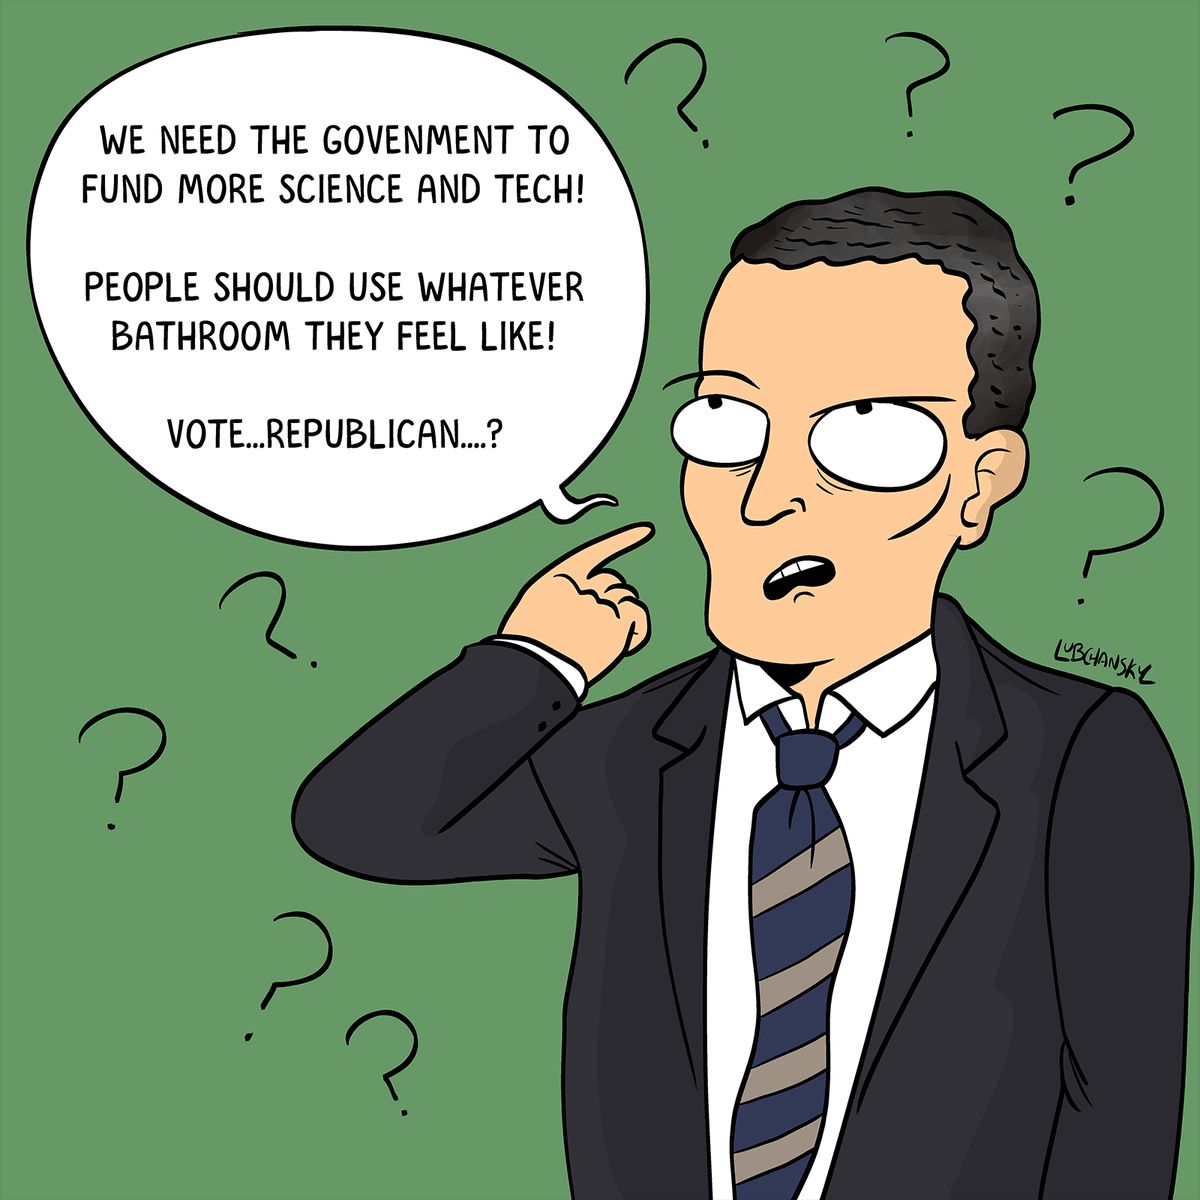 WE NEED THE GOVENMENT TO
FUND MORE SCIENCE AND TECH!
PEOPLE SHOULD USE WHATEVER
BATHROOM THEY FEEL LIKE!
VOTE...REPUBLICAN....?
LUBCHANSKY